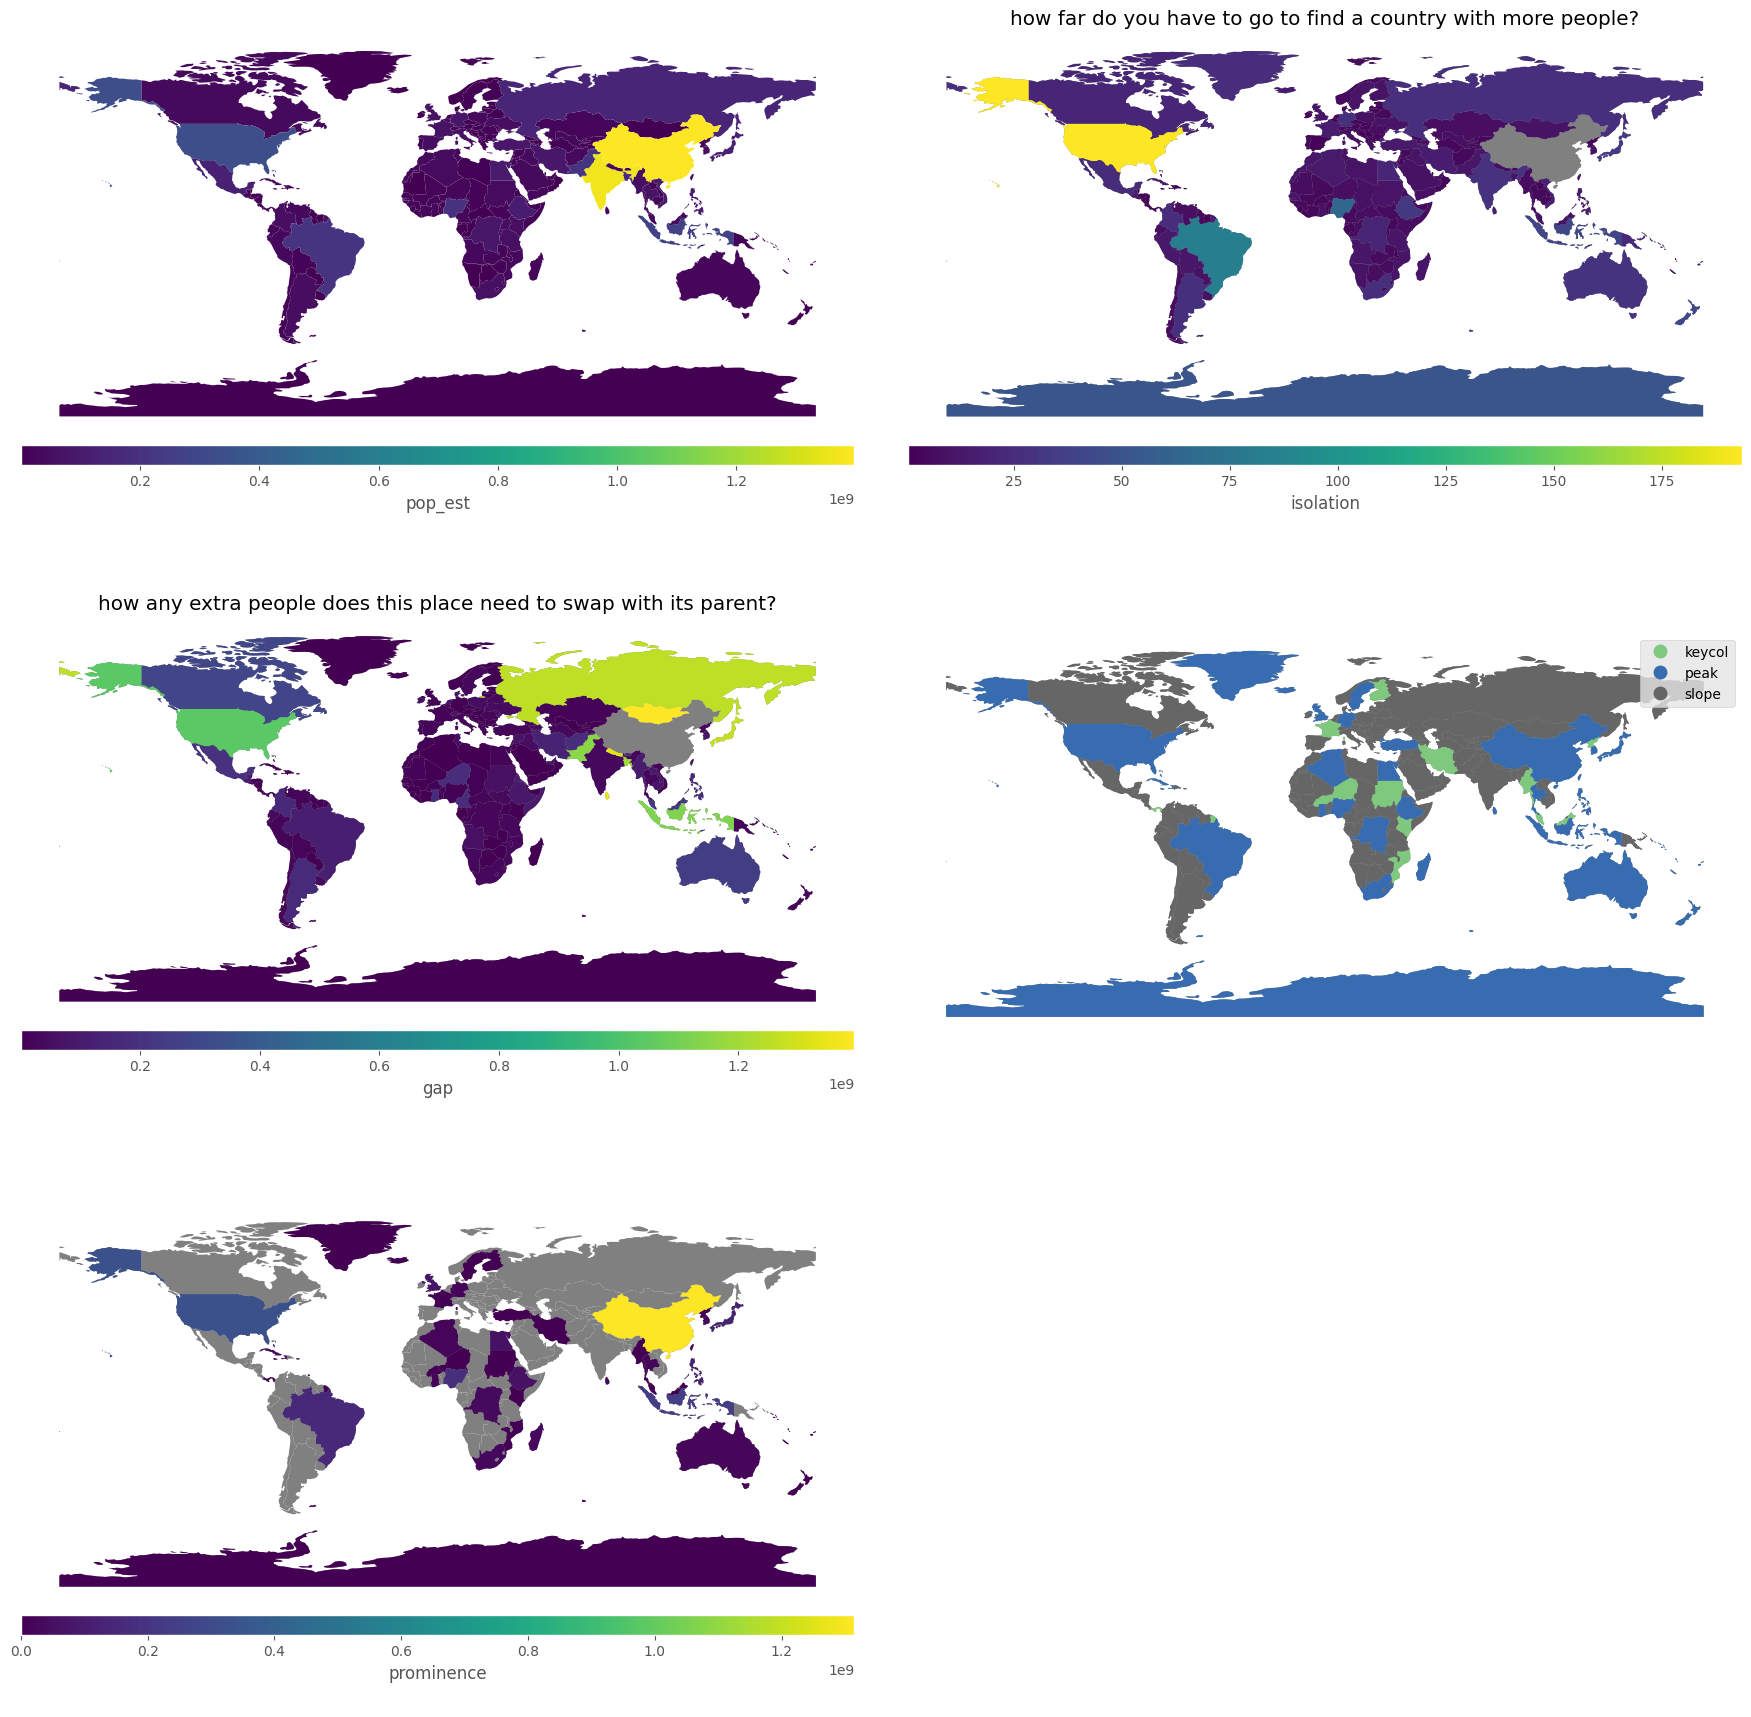 how far do you have to go to find a country with more people?
0.2 0.4 0.6 0.8 1.0 1.2
1e9
pop_est
25 50 75 100 125 150 175
isolation
how any extra people does this place need to swap with its parent?
keycol
peak
slope
0.2 0.4 0.6 0.8 1.0 1.2
1e9
gap
0.0 0.2 0.4 0.6 0.8 1.0 1.2
1e9
prominence